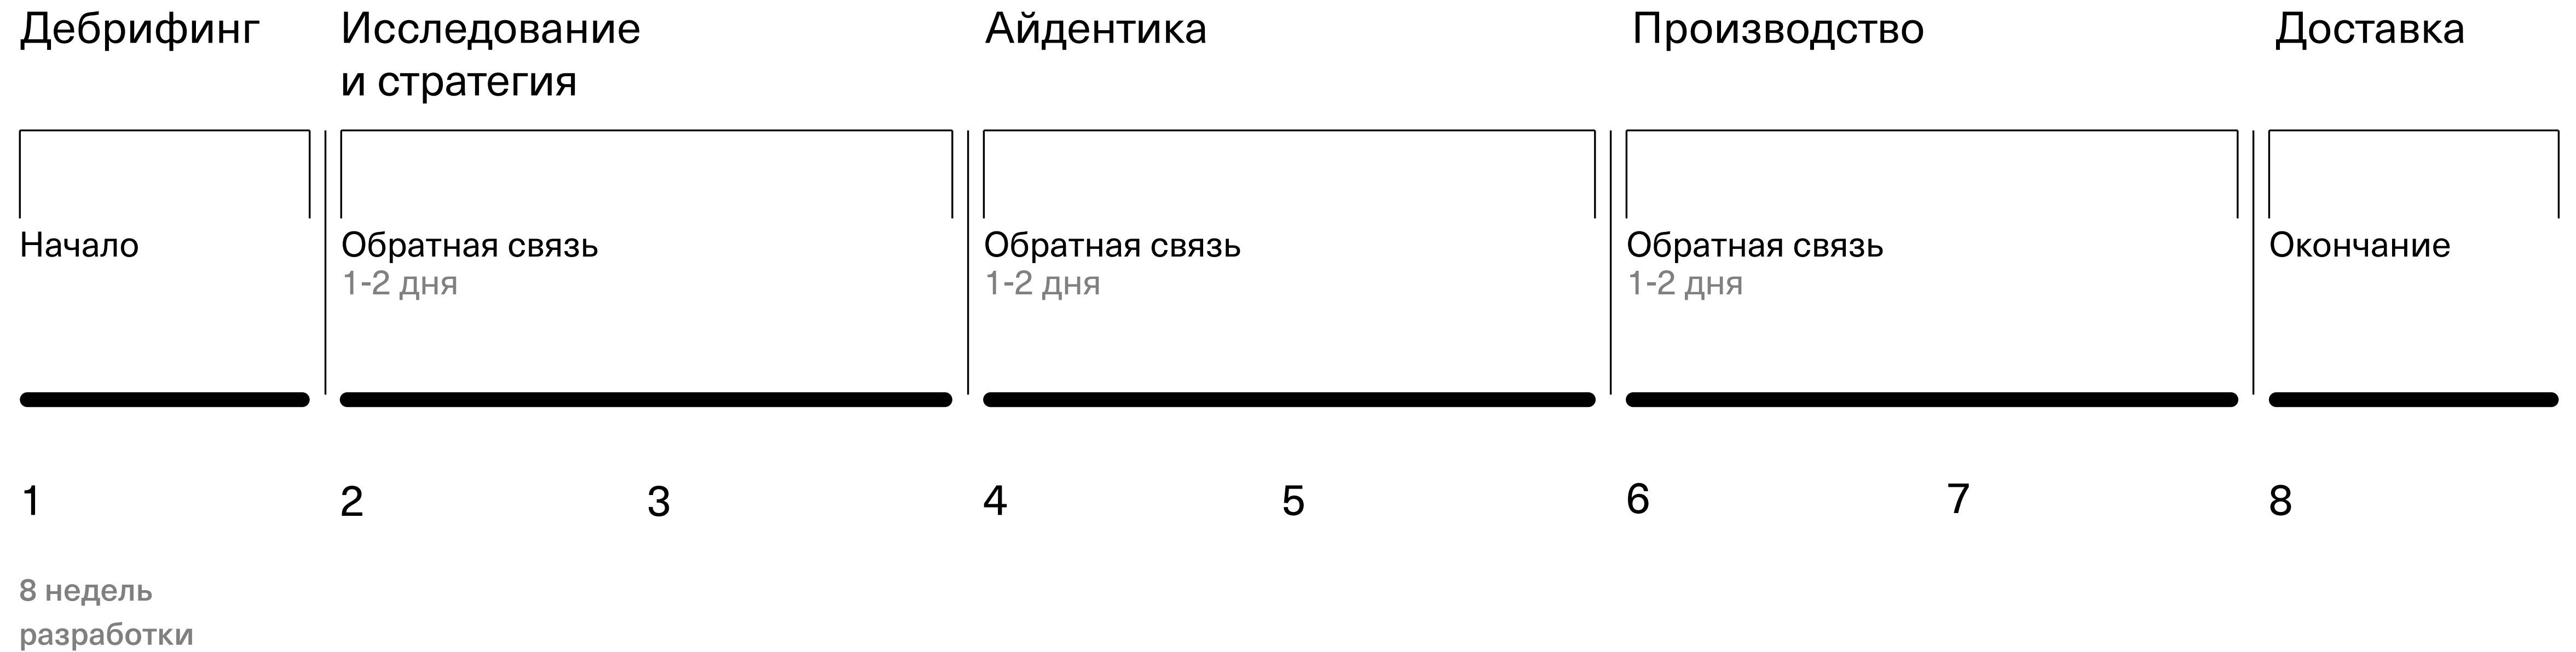 Дебрифинг
Исследование
и стратегия
Айдентика
Производство
Доставка
Начало
Обратная связь
1-2 дня
Обратная связь
1-2 дня
Обратная связь
1-2 дня
Окончание
1
2
3
4
5
6
7
8
8 недель
разработки